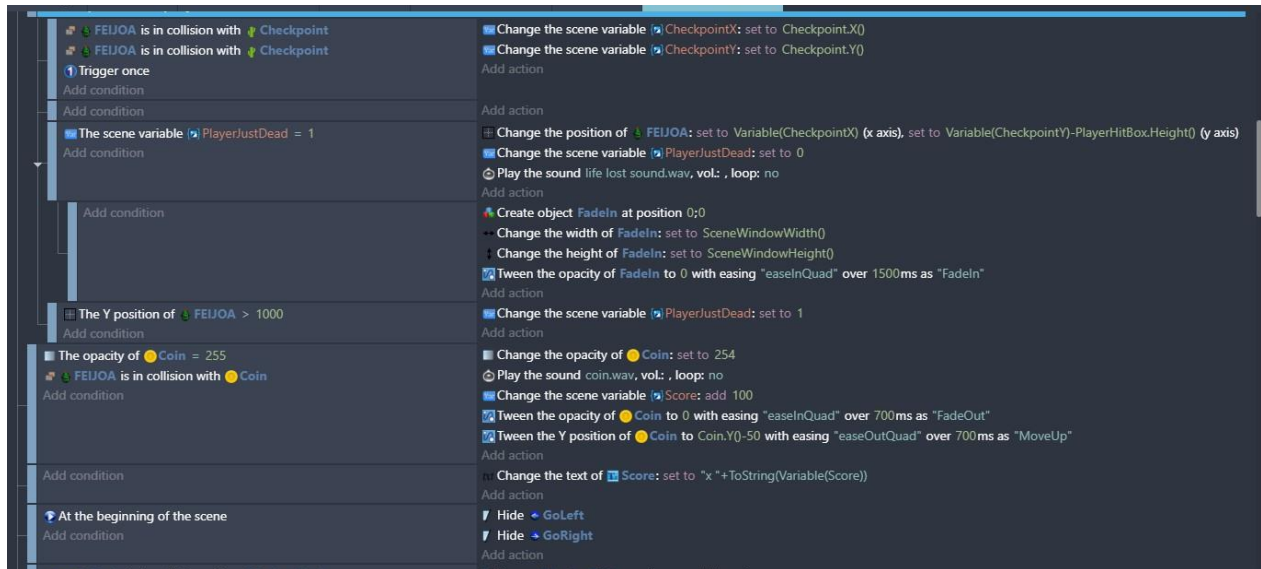 FEIJOA is in collision with Checkpoint
Change the scene variable CheckpointX: set to Checkpoint.X()
FEIJOA is in collision with Checkpoint
Change the scene variable CheckpointY: set to Checkpoint.Y()
Trigger once
Add action
Add condition
Add condition
Add action
The scene variable PlayerJustDead = 1
Change the position of FEIJOA: set to Variable(CheckpointX) (x axis), set to Variable(CheckpointY)-PlayerHitBox.Height() (y axis)
Add condition
Change the scene variable PlayerJustDead: set to 0
Play the sound life lost sound.wav, vol.: , loop: no
Add action
Add condition
Create object FadeIn at position 0;0
Change the width of FadeIn: set to SceneWindowWidth()
Change the height of FadeIn: set to SceneWindowHeight()
Tween the opacity of FadeIn to 0 with easing "easeInQuad" over 1500ms as "FadeIn"
Add action
The Y position of FEIJOA > 1000
Change the scene variable PlayerJustDead: set to 1
Add condition
Add action
The opacity of Coin = 255
Change the opacity of Coin: set to 254
FEIJOA is in collision with Coin
Play the sound coin.wav, vol.: , loop: no
Add condition
Change the scene variable Score: add 100
Tween the opacity of Coin to 0 with easing "easeInQuad" over 700ms as "FadeOut"
Tween the Y position of Coin to Coin.Y()-50 with easing "easeOutQuad" over 700ms as "MoveUp"
Add action
Add condition
Change the text of Score: set to "x "+ToString(Variable(Score))
Add action
At the beginning of the scene
Hide GoLeft
Add condition
Hide GoRight
Add action